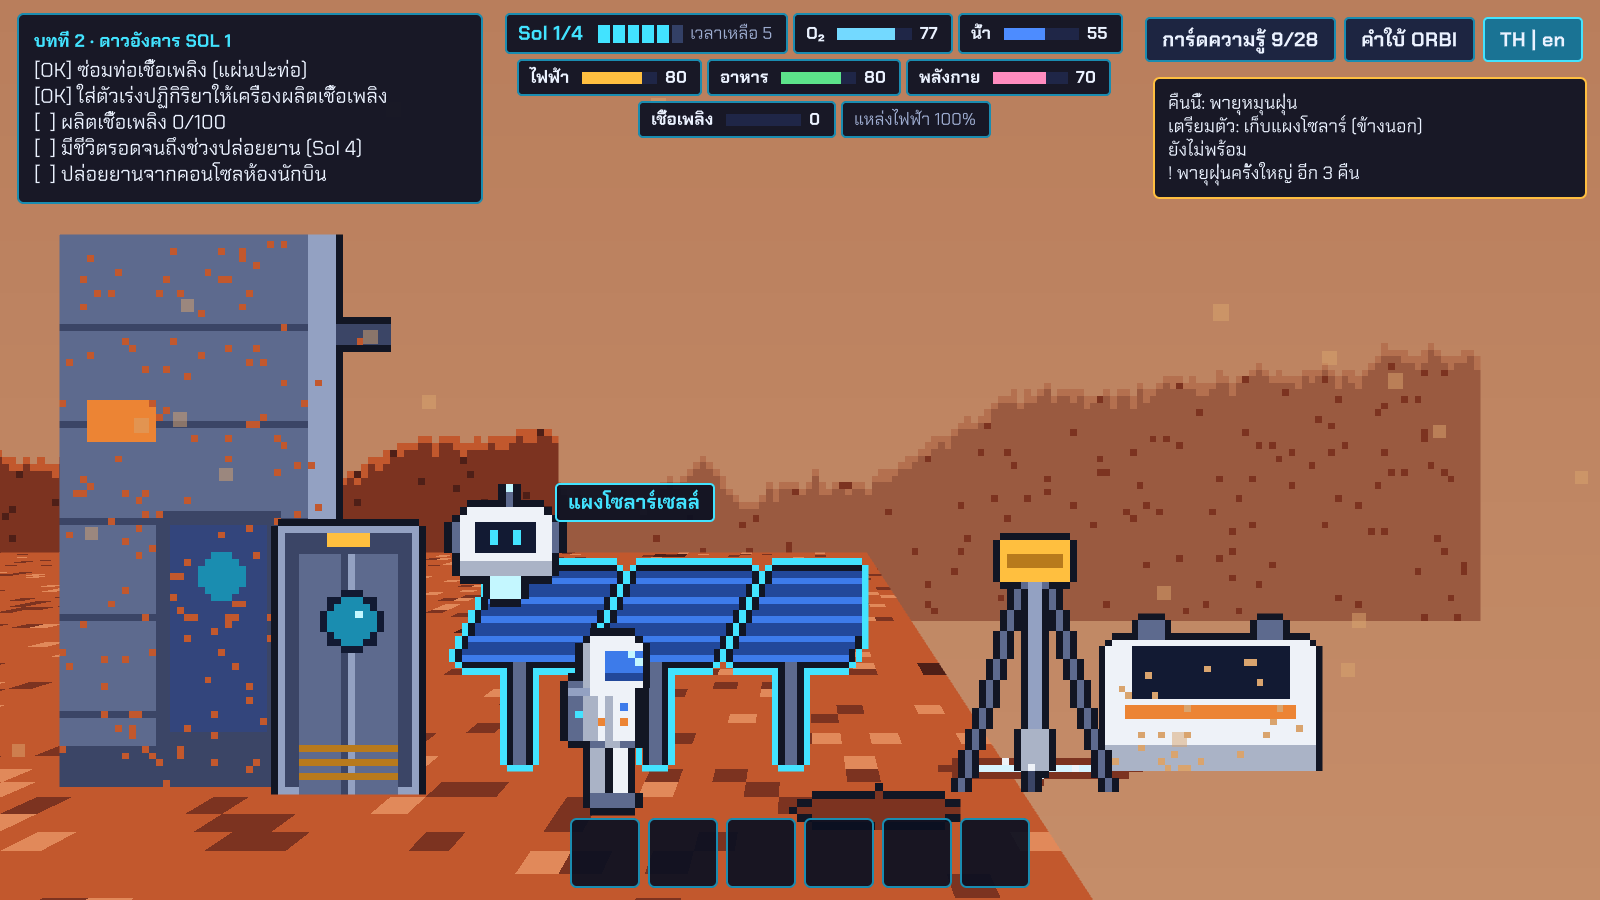 บทที่ 2 · ดาวอังคาร SOL 1
[OK] ซ่อมท่อเชื้อเพลิง (แผ่นปะท่อ)
[OK] ใส่ตัวเร่งปฏิกิริยาให้เครื่องผลิตเชื้อเพลิง
[ ] ผลิตเชื้อเพลิง 0/100
[ ] มีชีวิตรอดจนถึงช่วงปล่อยยาน (Sol 4)
[ ] ปล่อยยานจากคอนโซลห้องนักบิน
Sol 1/4 เวลาเหลือ 5
O₂ 77
น้ำ 55
ไฟฟ้า 80
อาหาร 80
พลังกาย 70
เชื้อเพลิง 0
แหล่งไฟฟ้า 100%
การ์ดความรู้ 9/28
คำใบ้ ORBI
TH | en
คืนนี้: พายุหมุนฝุ่น
เตรียมตัว: เก็บแผงโซลาร์ (ข้างนอก)
ยังไม่พร้อม
! พายุฝุ่นครั้งใหญ่ อีก 3 คืน
แผงโซลาร์เซลล์